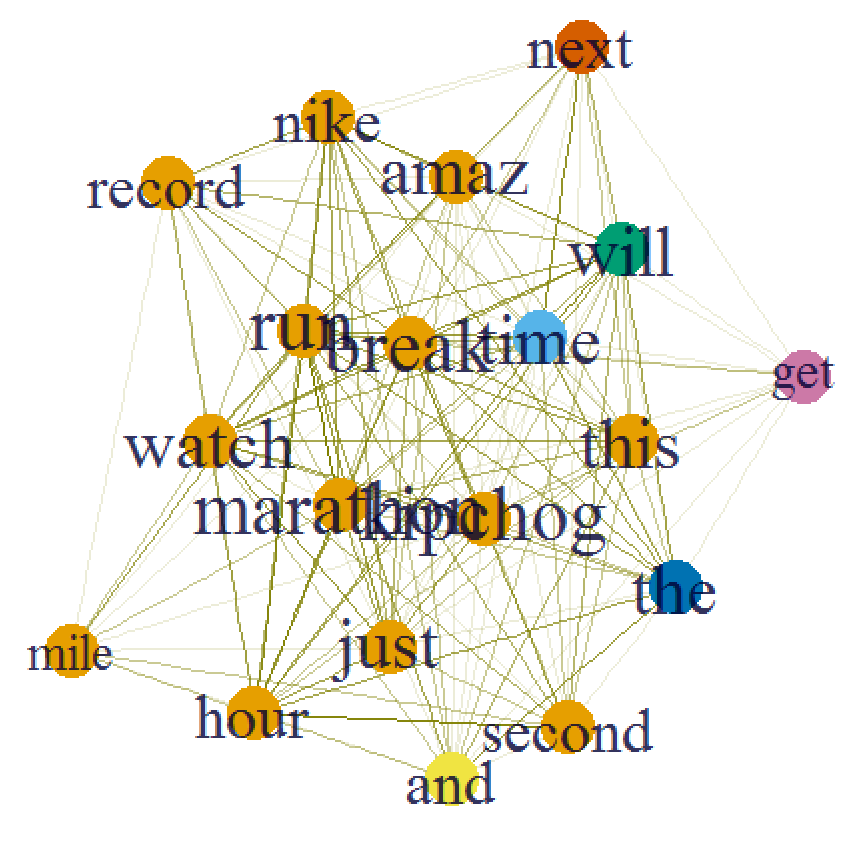 next
nike
amaz
record
will
run
break
time
get
watch
this
marathon
kipchog
the
just
mile
hour
second
and